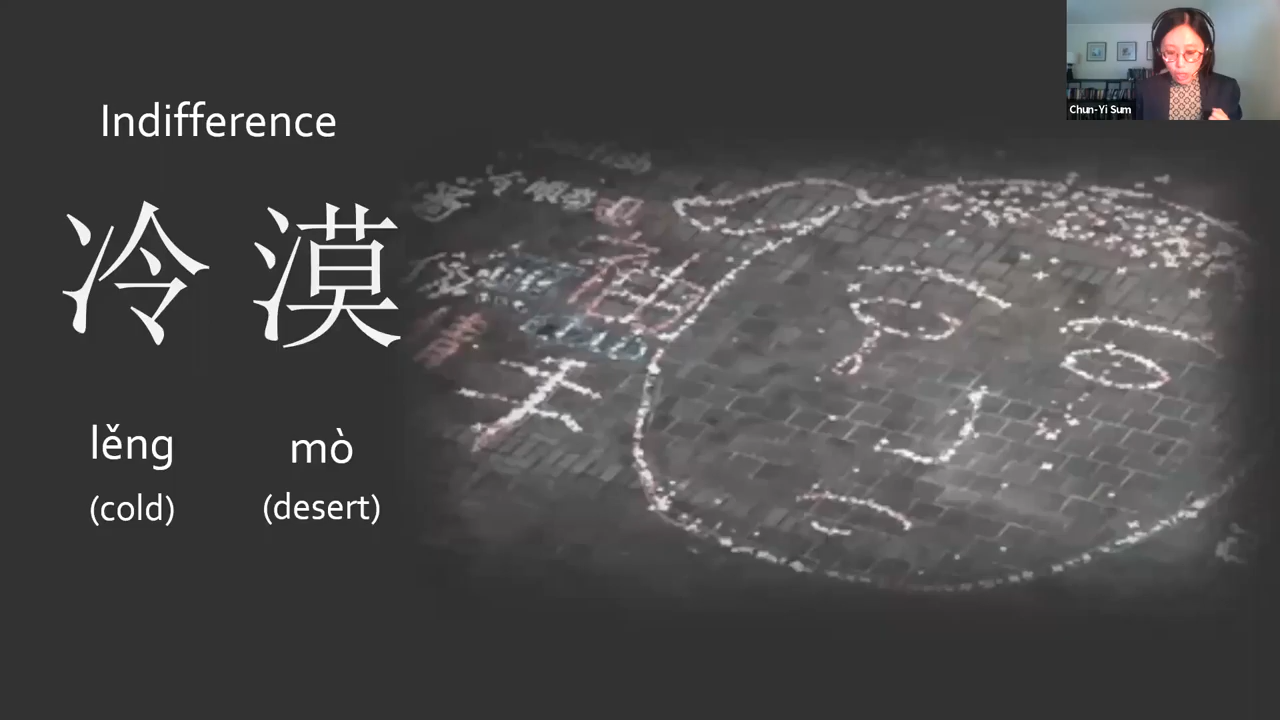 Indifference
冷漠
lěng mò
(cold) (desert)
Chun-Yi Sum